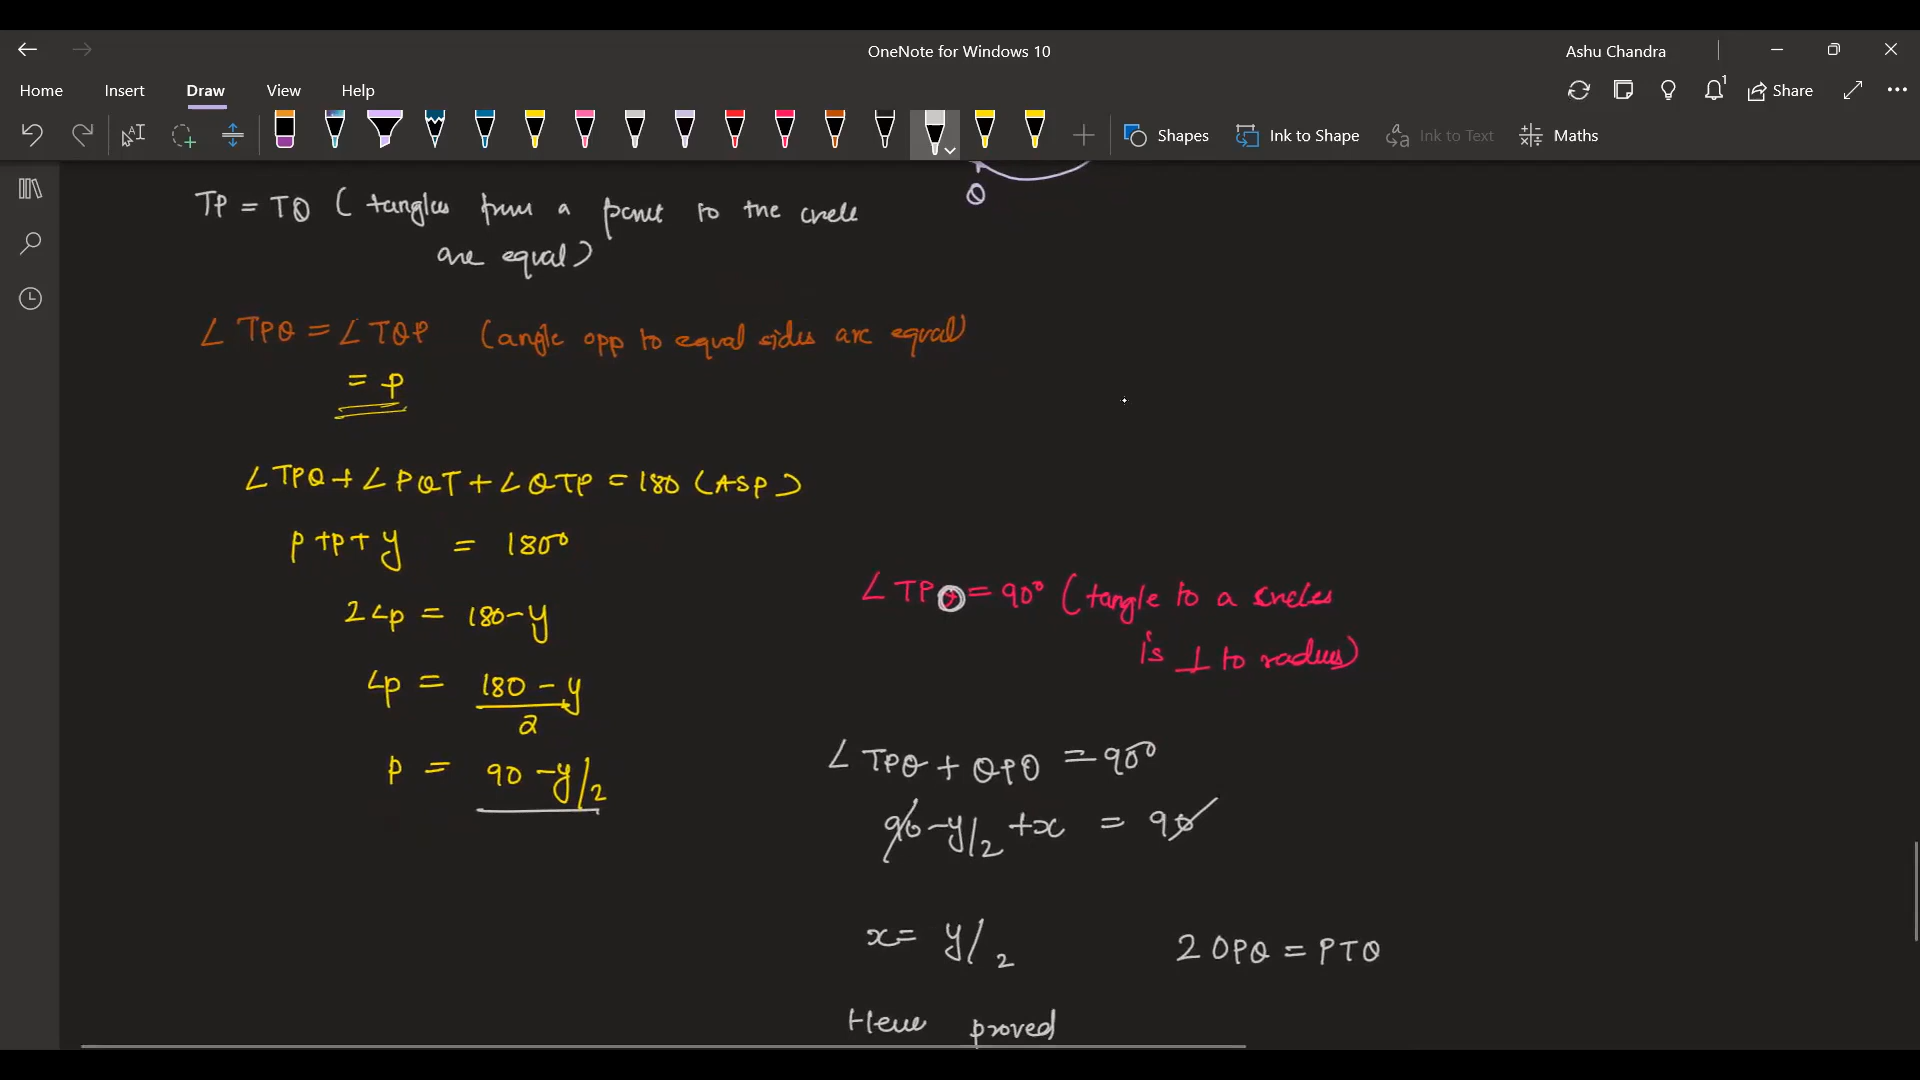 OneNote for Windows 10
Ashu Chandra
Home Insert Draw View Help
1
Share
Shapes Ink to Shape Ink to Text Maths
Q
TP = TQ ( tangles from a point to the circle
are equal)
∠ TPQ = ∠TQP (angle opp to equal sides are equal)
= p
∠TPQ + ∠PQT + ∠QTP = 180 (ASP)
p+p+y = 180°
2∠p = 180-y
∠p = 180 - y
2
p = 90 - y/2
∠TPO = 90° (tangle to a circles
is ⊥ to radius)
∠ TPQ + QPO = 90°
90 - y/2 + x = 90
x = y/2 2 OPQ = PTQ
Hence proved